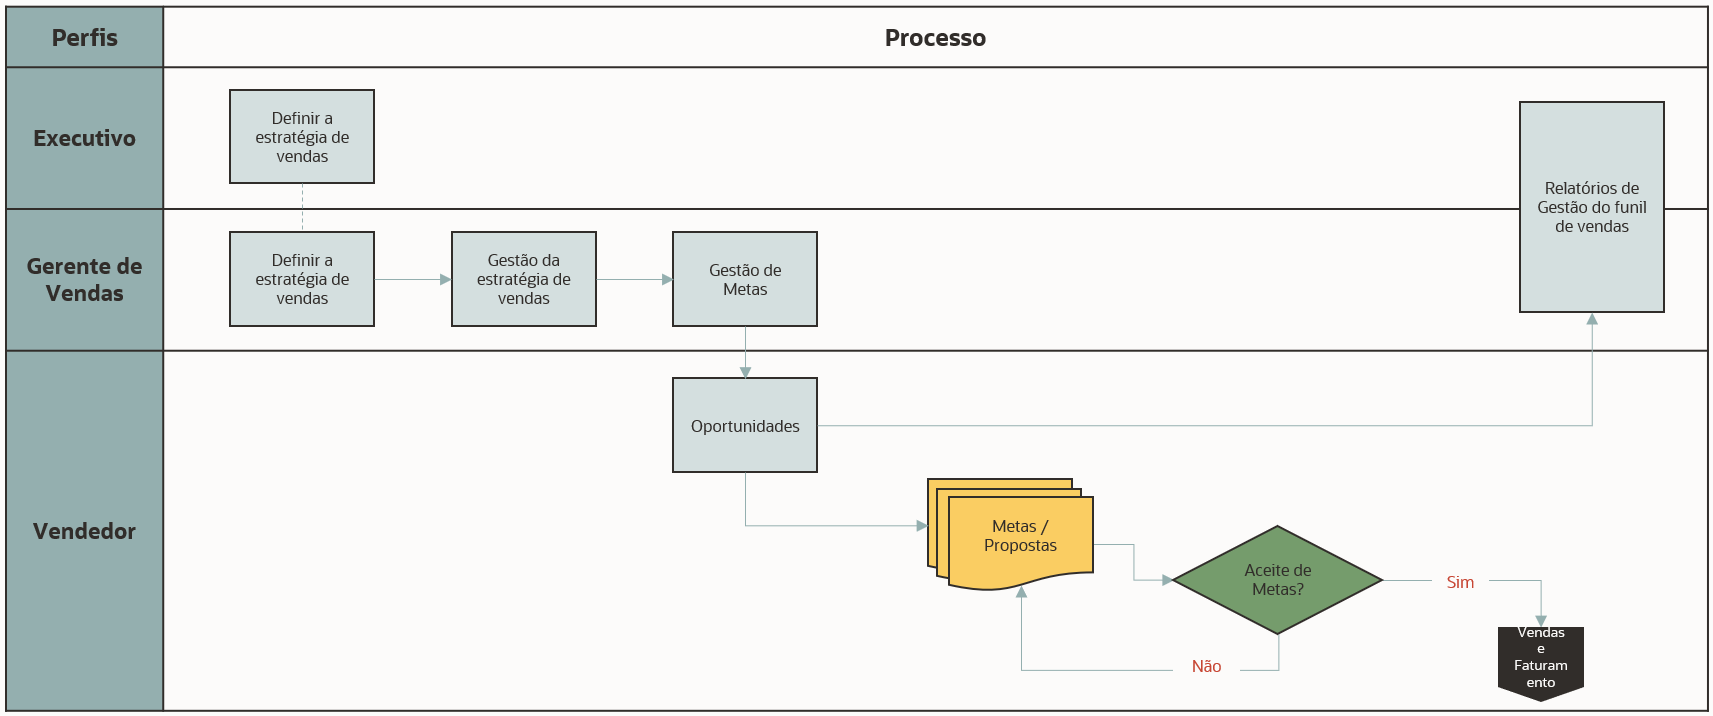 Perfis
Processo
Executivo
Definir a
estratégia de
vendas
Relatórios de
Gestão do funil
de vendas
Gerente de
Vendas
Definir a
estratégia de
vendas
Gestão da
estratégia de
vendas
Gestão de
Metas
Vendedor
Oportunidades
Metas /
Propostas
Aceite de
Metas?
Sim
Não
Vendas
e
Faturam
ento